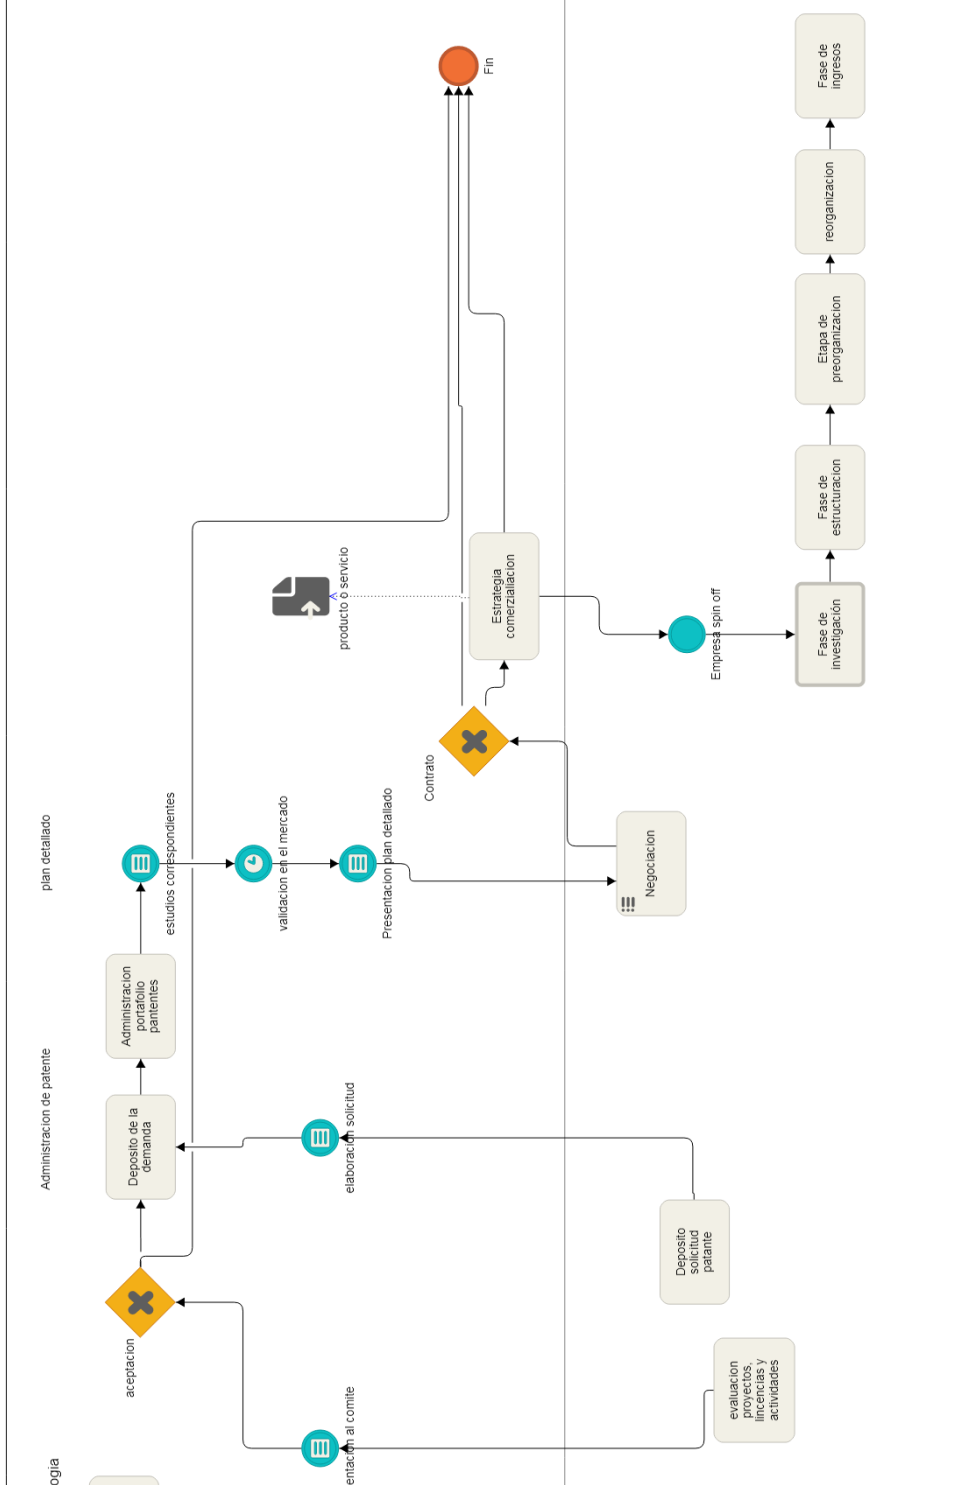 ogia
Administracion de patente
plan detallado
entacion al comite
aceptacion
evaluacion
proyectos,
lincencias y
actividades
Deposito
solicitud
patante
elaboracion solicitud
Deposito de la
demanda
Administracion
portafolio
pantentes
estudios correspondientes
validacion en el mercado
Presentacion plan detallado
Negociacion
Contrato
Estrategia
comerzialiacion
producto o servicio
Fin
Empresa spin off
Fase de
investigación
Fase de
estructuracion
Etapa de
preorganizacion
reorganizacion
Fase de
ingresos